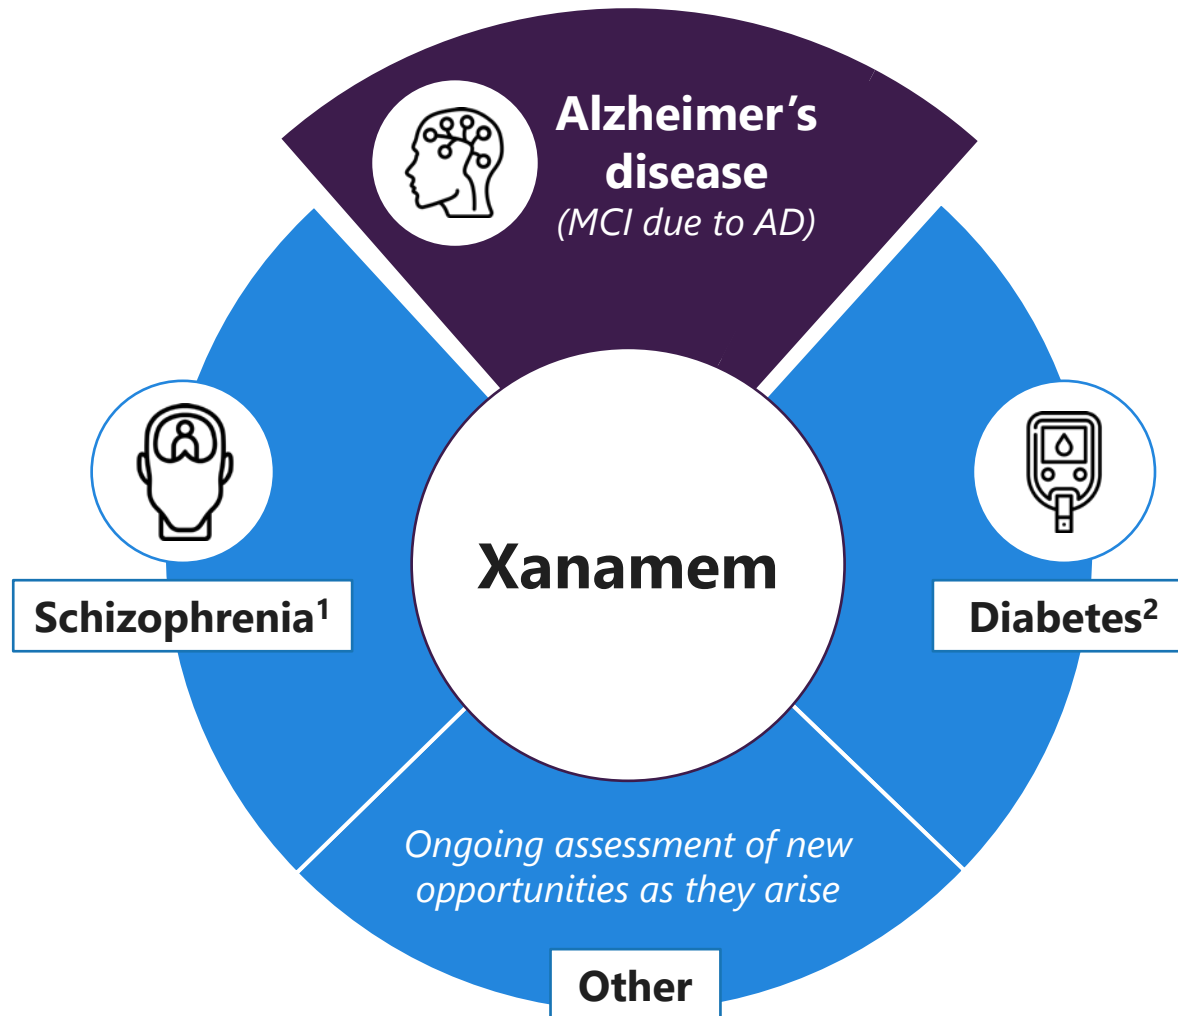 Alzheimer’s
disease
(MCI due to AD)
Schizophrenia¹
Xanamem
Diabetes²
Ongoing assessment of new
opportunities as they arise
Other